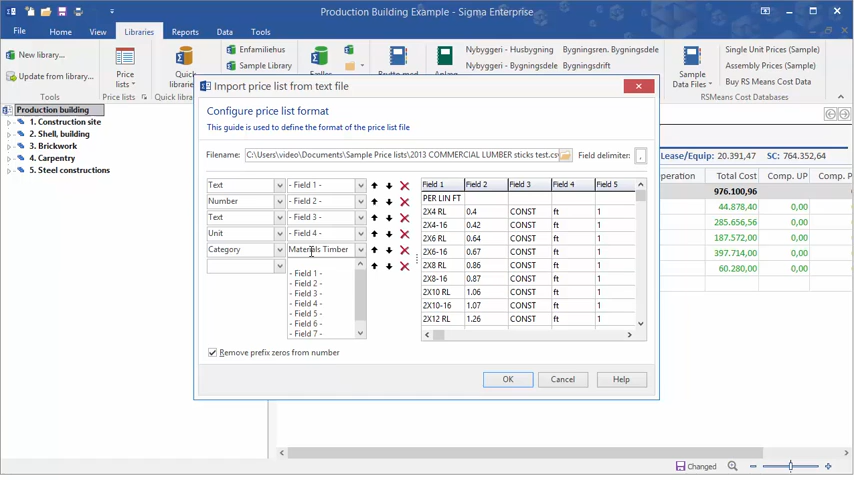 Production Building Example - Sigma Enterprise
File
Home
View
Libraries
Reports
Data
Tools
New library...
Update from library...
Tools
Price
lists
Price lists
Quick
libraries
Enfamiliehus
Sample Library
Nybyggeri - Husbygning
Bygningsren. Bygningsdele
Nybyggeri - Bygningsdele
Bygningsdrift
Sample
Data Files
Single Unit Prices (Sample)
Assembly Prices (Sample)
Buy RS Means Cost Data
RSMeans Cost Databases
Production building
1. Construction site
2. Shell, building
3. Brickwork
4. Carpentry
5. Steel constructions
Import price list from text file
Configure price list format
This guide is used to define the format of the price list file
Filename:
C:\Users\video\Documents\Sample Price lists\2013 COMMERCIAL LUMBER sticks test.csv
Field delimiter:
,
Text - Field 1 -
Number - Field 2 -
Text - Field 3 -
Unit - Field 4 -
Category Materials Timber
- Field 1 -
- Field 2 -
- Field 3 -
- Field 4 -
- Field 5 -
- Field 6 -
- Field 7 -
Field 1 Field 2 Field 3 Field 4 Field 5
PER LIN FT
2X4 RL 0.4 CONST ft 1
2X4-16 0.42 CONST ft 1
2X6 RL 0.64 CONST ft 1
2X6-16 0.67 CONST ft 1
2X8 RL 0.86 CONST ft 1
2X8-16 0.87 CONST ft 1
2X10 RL 1.06 CONST ft 1
2X10-16 1.07 CONST ft 1
2X12 RL 1.26 CONST ft 1
Remove prefix zeros from number
OK
Cancel
Help
Lease/Equip: 20.391,47 SC: 764.352,64
Total Cost Comp. UP Comp.
976.100,96
44.878,40 0,00 0,00
285.656,56 0,00 0,00
187.572,00 0,00 0,00
397.714,00 0,00 0,00
60.280,00 0,00 0,00
Changed